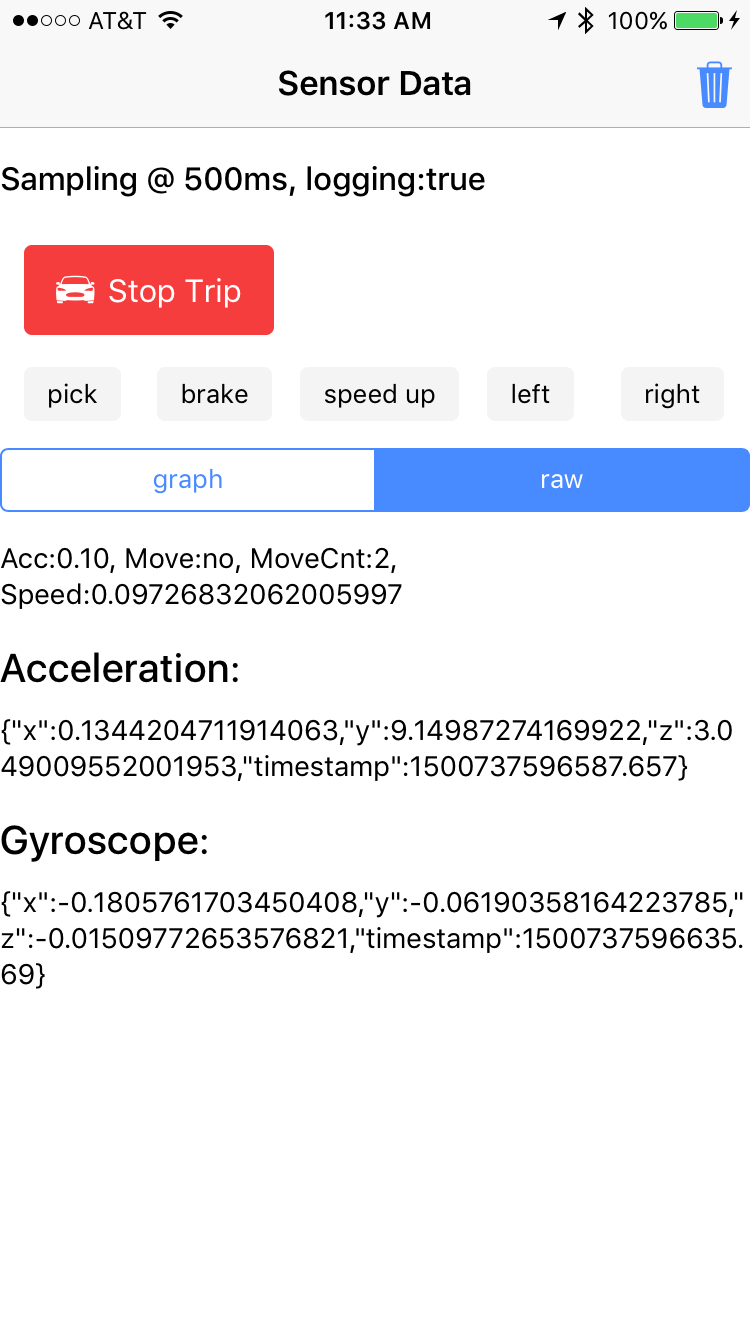 AT&T 11:33 AM 100%
Sensor Data
Sampling @ 500ms, logging:true
Stop Trip
pick brake speed up left right
graph raw
Acc:0.10, Move:no, MoveCnt:2,
Speed:0.09726832062005997
Acceleration:
{"x":0.1344204711914063,"y":9.14987274169922,"z":3.0
49009552001953,"timestamp":1500737596587.657}
Gyroscope:
{"x":-0.1805761703450408,"y":-0.06190358164223785,"
z":-0.01509772653576821,"timestamp":1500737596635.
69}